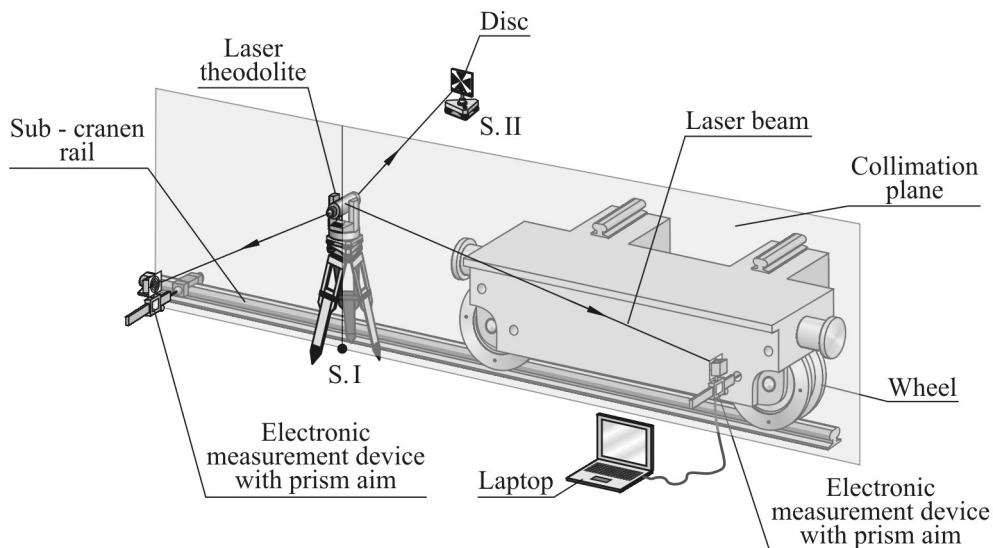 Disc
Laser
theodolite
S. II
Sub - cranen
rail
Laser beam
Collimation
plane
S. I
Wheel
Electronic
measurement device
with prism aim
Laptop
Electronic
measurement device
with prism aim